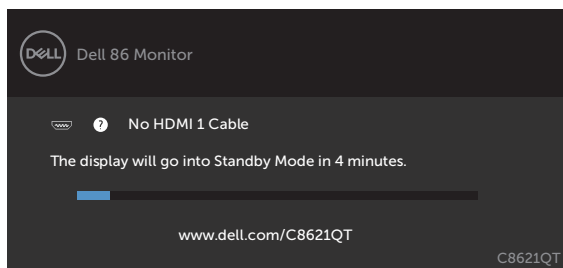 DELL
Dell 86 Monitor
? No HDMI 1 Cable
The display will go into Standby Mode in 4 minutes.
www.dell.com/C8621QT
C8621QT